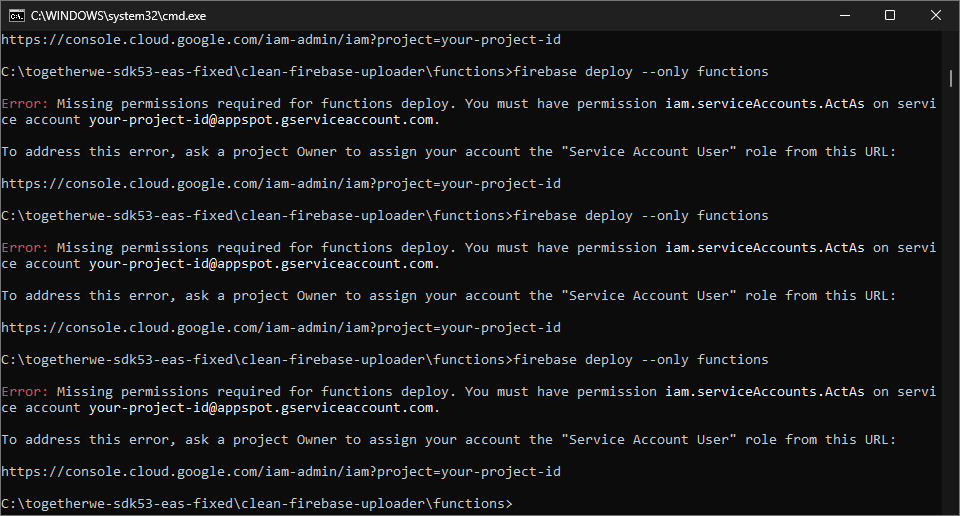 C:\WINDOWS\system32\cmd.exe
https://console.cloud.google.com/iam-admin/iam?project=your-project-id
C:\togetherwe-sdk53-eas-fixed\clean-firebase-uploader\functions>firebase deploy --only functions
Error: Missing permissions required for functions deploy. You must have permission iam.serviceAccounts.ActAs on servi
ce account your-project-id@appspot.gserviceaccount.com.
To address this error, ask a project Owner to assign your account the "Service Account User" role from this URL:
https://console.cloud.google.com/iam-admin/iam?project=your-project-id
C:\togetherwe-sdk53-eas-fixed\clean-firebase-uploader\functions>firebase deploy --only functions
Error: Missing permissions required for functions deploy. You must have permission iam.serviceAccounts.ActAs on servi
ce account your-project-id@appspot.gserviceaccount.com.
To address this error, ask a project Owner to assign your account the "Service Account User" role from this URL:
https://console.cloud.google.com/iam-admin/iam?project=your-project-id
C:\togetherwe-sdk53-eas-fixed\clean-firebase-uploader\functions>firebase deploy --only functions
Error: Missing permissions required for functions deploy. You must have permission iam.serviceAccounts.ActAs on servi
ce account your-project-id@appspot.gserviceaccount.com.
To address this error, ask a project Owner to assign your account the "Service Account User" role from this URL:
https://console.cloud.google.com/iam-admin/iam?project=your-project-id
C:\togetherwe-sdk53-eas-fixed\clean-firebase-uploader\functions>